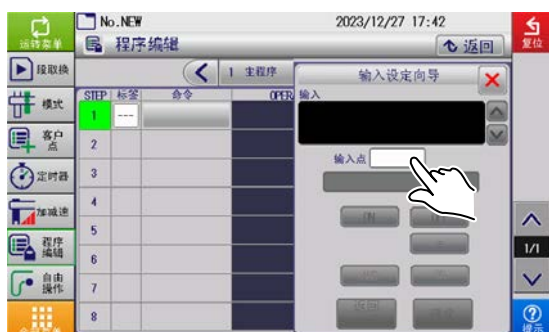 No.NEW 2023/12/27 17:42
运转菜单
程序编辑
返回
复位
段取换
1 主程序
输入设定向导
模式
STEP 标签 命令 OPER
输入
1 ---
客户点
2
输入点
定时器
3
加减速
4
ON
5
1/1
程序编辑
6
自由操作
7
8
提示